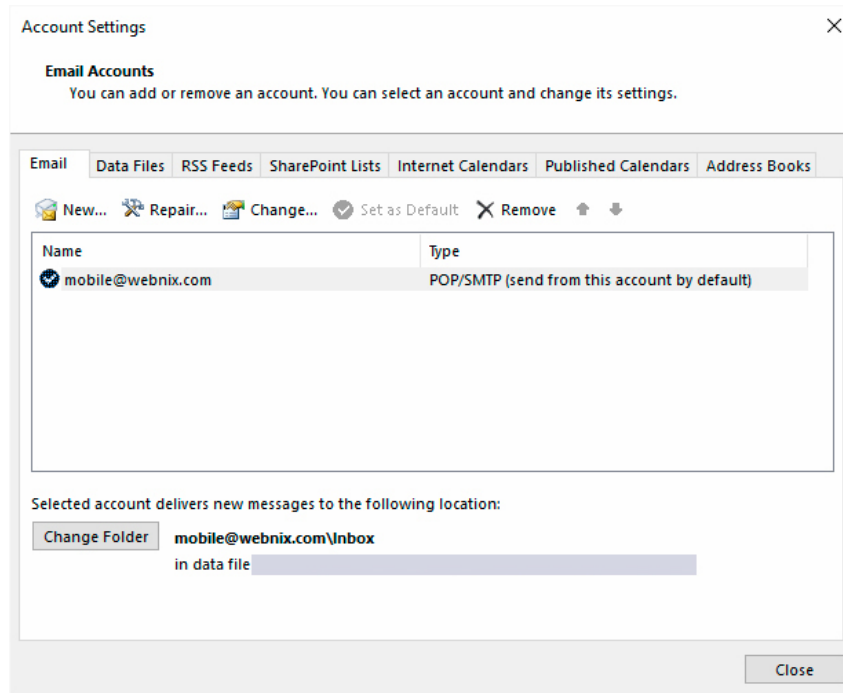 Account Settings
Email Accounts
You can add or remove an account. You can select an account and change its settings.
Email Data Files RSS Feeds SharePoint Lists Internet Calendars Published Calendars Address Books
New... Repair... Change... Set as Default Remove
Name Type
mobile@webnix.com POP/SMTP (send from this account by default)
Selected account delivers new messages to the following location:
Change Folder mobile@webnix.com\Inbox
in data file
Close